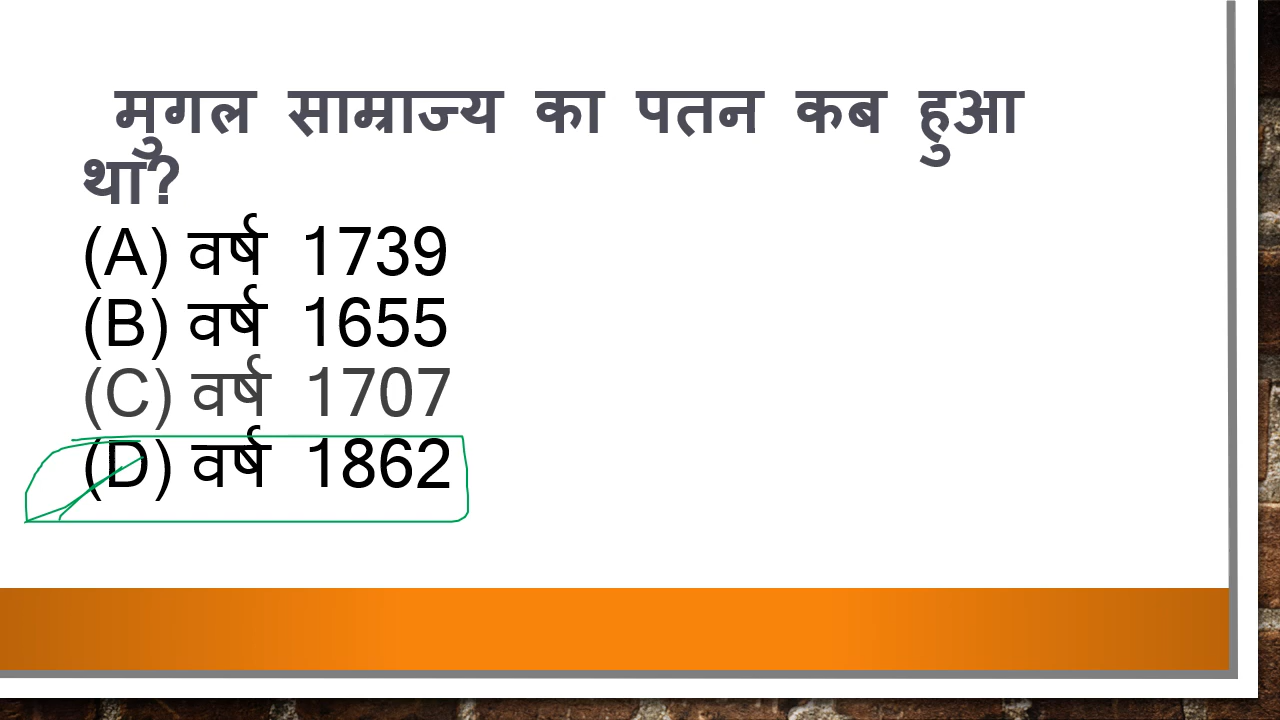 मुगल साम्राज्य का पतन कब हुआ
था?
(A) वर्ष 1739
(B) वर्ष 1655
(C) वर्ष 1707
(D) वर्ष 1862